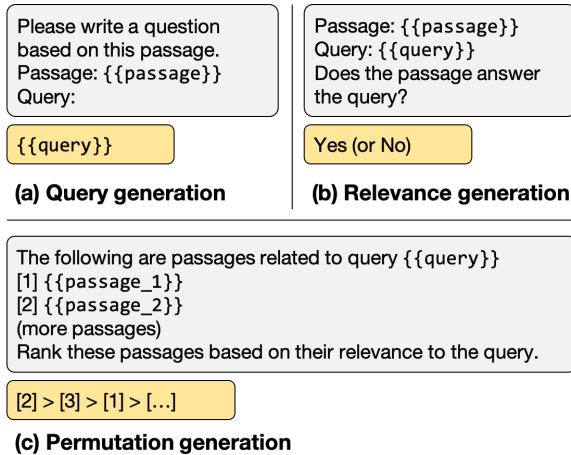 Please write a question
based on this passage.
Passage: {{passage}}
Query:
{{query}}
(a) Query generation
Passage: {{passage}}
Query: {{query}}
Does the passage answer
the query?
Yes (or No)
(b) Relevance generation
The following are passages related to query {{query}}
[1] {{passage_1}}
[2] {{passage_2}}
(more passages)
Rank these passages based on their relevance to the query.
[2] > [3] > [1] > [...]
(c) Permutation generation